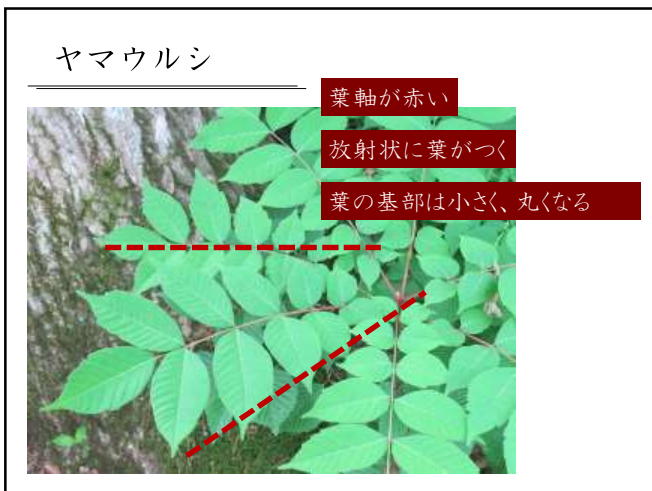 ヤマウルシ
葉軸が赤い
放射状に葉がつく
葉の基部は小さく、丸くなる